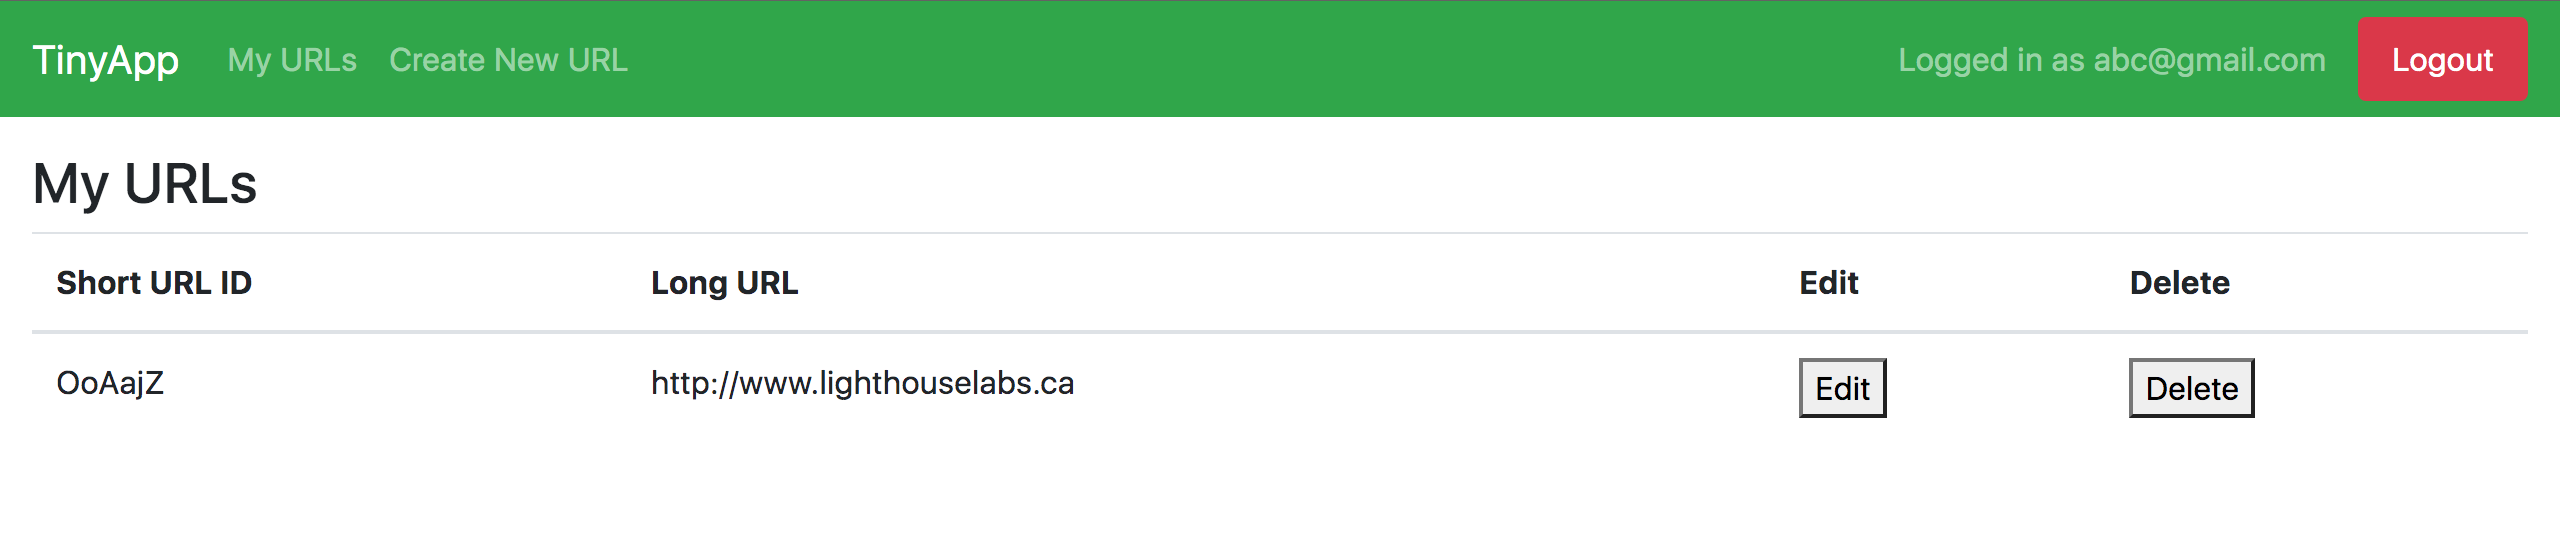 TinyApp My URLs Create New URL Logged in as abc@gmail.com Logout
My URLs
Short URL ID Long URL Edit Delete
OoAajZ http://www.lighthouselabs.ca Edit Delete